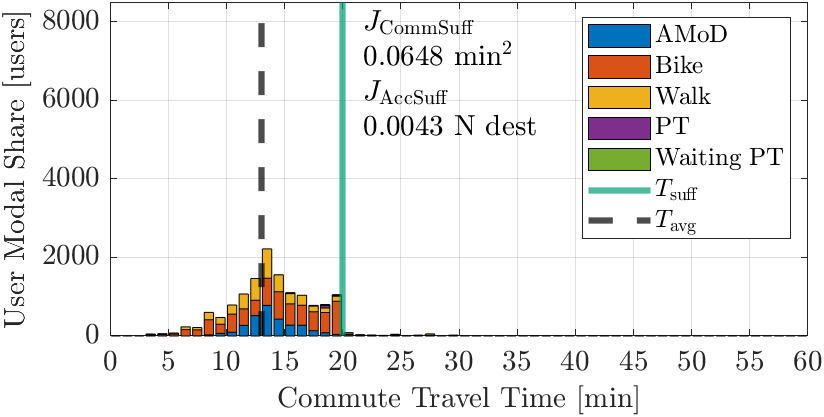 8000
6000
4000
2000
0
User Modal Share [users]
J_CommSuff
0.0648 min²
J_AccSuff
0.0043 N dest
AMoD
Bike
Walk
PT
Waiting PT
T_suff
T_avg
0 5 10 15 20 25 30 35 40 45 50 55 60
Commute Travel Time [min]